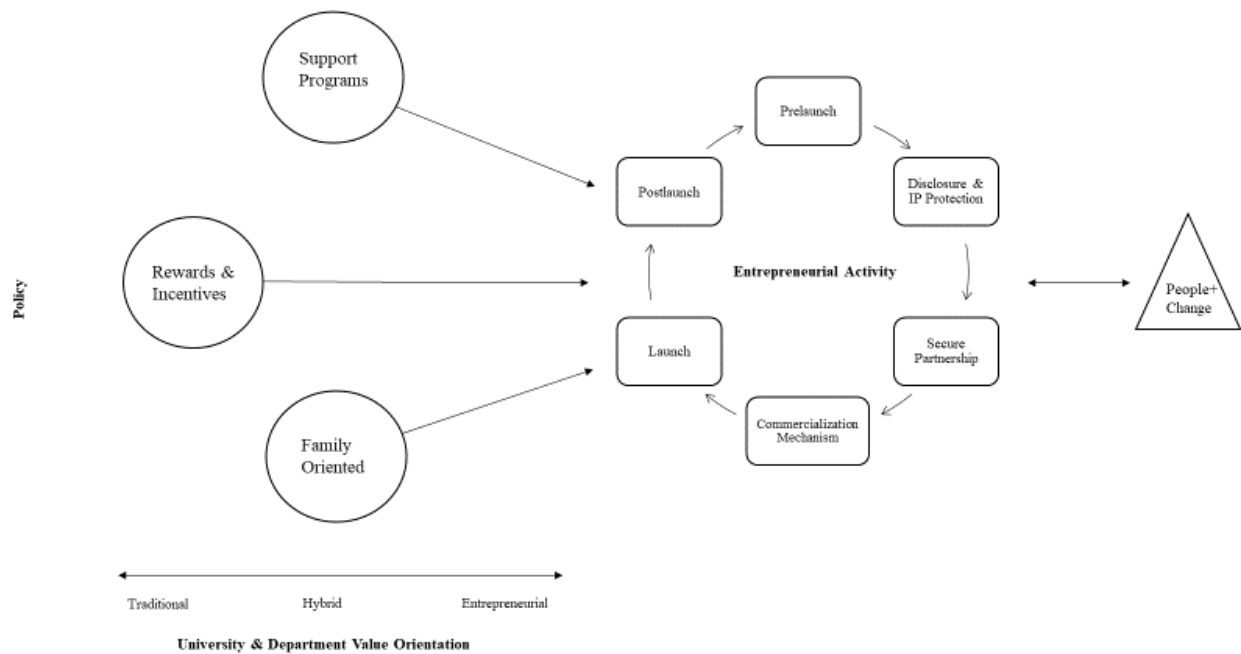 Support
Programs
Prelaunch
Postlaunch
Disclosure &
IP Protection
Policy
Rewards &
Incentives
Entrepreneurial Activity
People+
Change
Launch
Secure
Partnership
Commercialization
Mechanism
Family
Oriented
Traditional
Hybrid
Entrepreneurial
University & Department Value Orientation